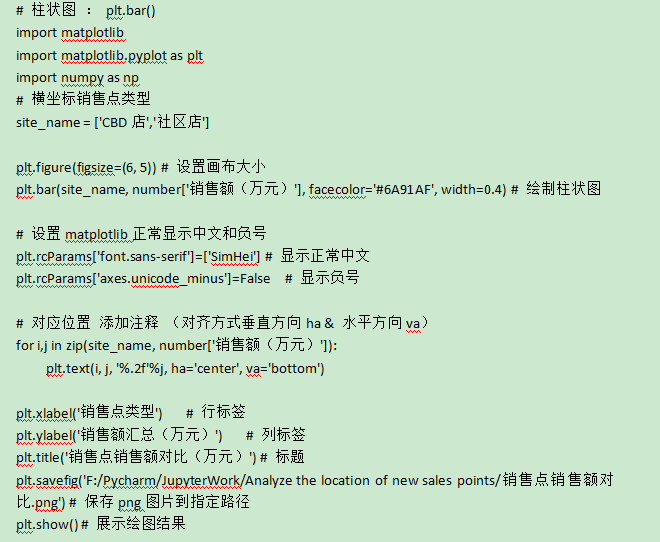 # 柱状图 ： plt.bar()
import matplotlib
import matplotlib.pyplot as plt
import numpy as np
# 横坐标销售点类型
site_name = ['CBD 店','社区店']
plt.figure(figsize=(6, 5)) # 设置画布大小
plt.bar(site_name, number['销售额（万元）'], facecolor='#6A91AF', width=0.4) # 绘制柱状图
# 设置 matplotlib 正常显示中文和负号
plt.rcParams['font.sans-serif']=['SimHei'] # 显示正常中文
plt.rcParams['axes.unicode_minus']=False # 显示负号
# 对应位置 添加注释 （对齐方式垂直方向 ha & 水平方向 va）
for i,j in zip(site_name, number['销售额（万元）']):
plt.text(i, j, '%.2f'%j, ha='center', va='bottom')
plt.xlabel('销售点类型') # 行标签
plt.ylabel('销售额汇总（万元）') # 列标签
plt.title('销售点销售额对比（万元）') # 标题
plt.savefig('F:/Pycharm/JupyterWork/Analyze the location of new sales points/销售点销售额对
比.png') # 保存 png 图片到指定路径
plt.show() # 展示绘图结果